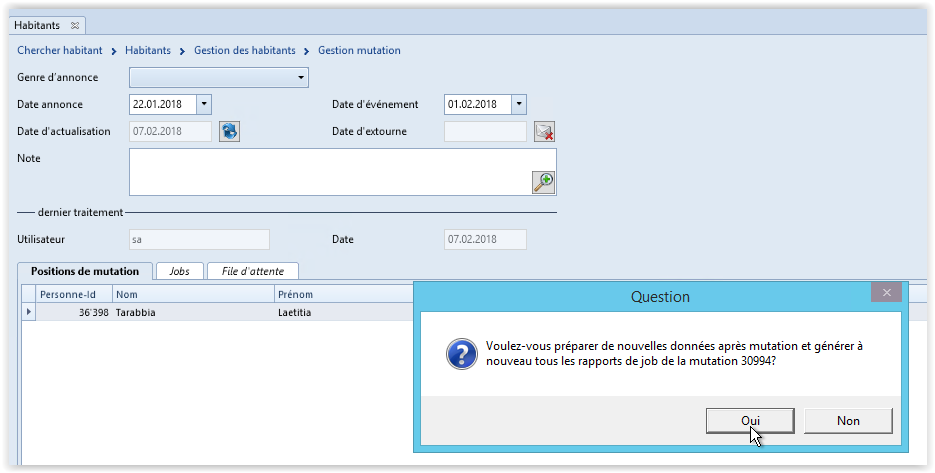 Habitants
Chercher habitant > Habitants > Gestion des habitants > Gestion mutation
Genre d'annonce
Date annonce 22.01.2018 Date d'événement 01.02.2018
Date d'actualisation 07.02.2018 Date d'extourne
Note
dernier traitement
Utilisateur sa Date 07.02.2018
Positions de mutation Jobs File d'attente
Personne-Id Nom Prénom
36'398 Tarabbia Laetitia
Question
Voulez-vous préparer de nouvelles données après mutation et générer à
nouveau tous les rapports de job de la mutation 30994?
Oui Non